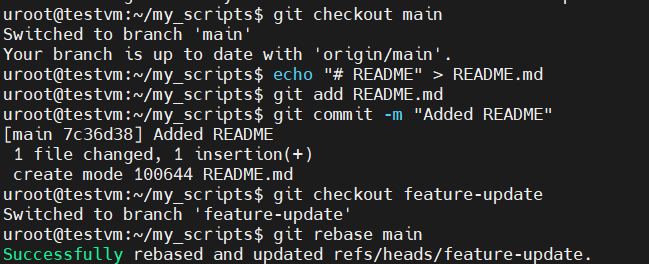 uroot@testvm:~/my_scripts$ git checkout main
Switched to branch 'main'
Your branch is up to date with 'origin/main'.
uroot@testvm:~/my_scripts$ echo "# README" > README.md
uroot@testvm:~/my_scripts$ git add README.md
uroot@testvm:~/my_scripts$ git commit -m "Added README"
[main 7c36d38] Added README
 1 file changed, 1 insertion(+)
 create mode 100644 README.md
uroot@testvm:~/my_scripts$ git checkout feature-update
Switched to branch 'feature-update'
uroot@testvm:~/my_scripts$ git rebase main
Successfully rebased and updated refs/heads/feature-update.